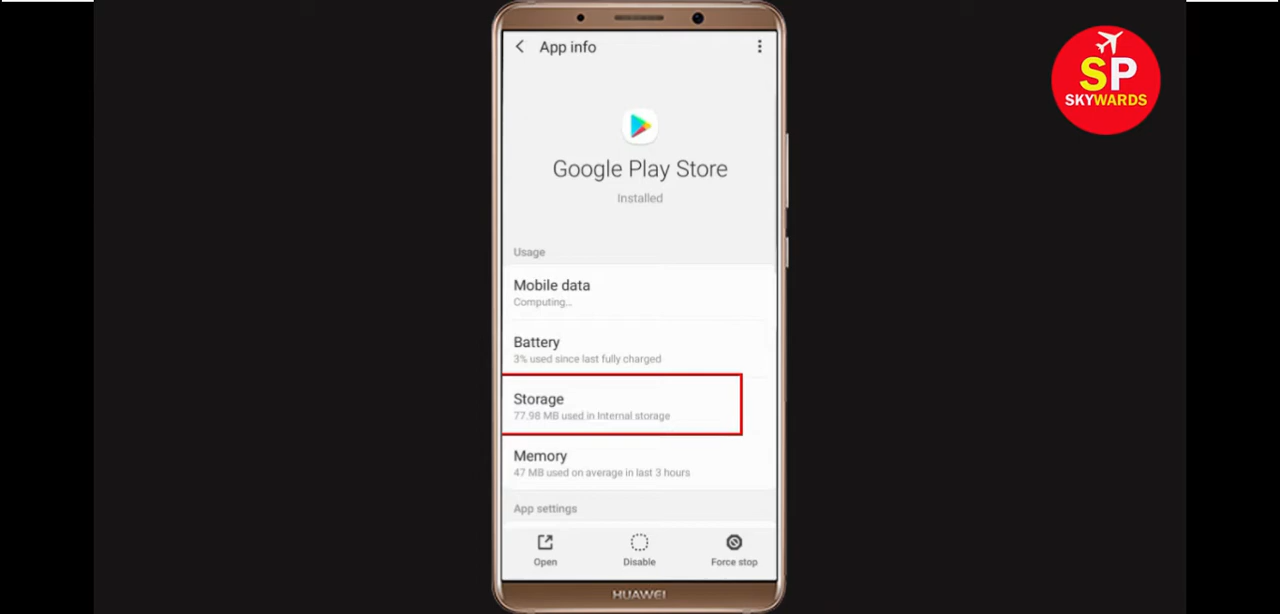 App info
SP
SKYWARDS
Google Play Store
Installed
Usage
Mobile data
Computing...
Battery
3% used since last fully charged
Storage
77.98 MB used in Internal storage
Memory
47 MB used on average in last 3 hours
App settings
Open
Disable
Force stop
HUAWEI